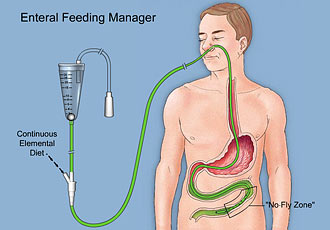 Enteral Feeding Manager
Continuous
Elemental
Diet
"No Fly Zone"